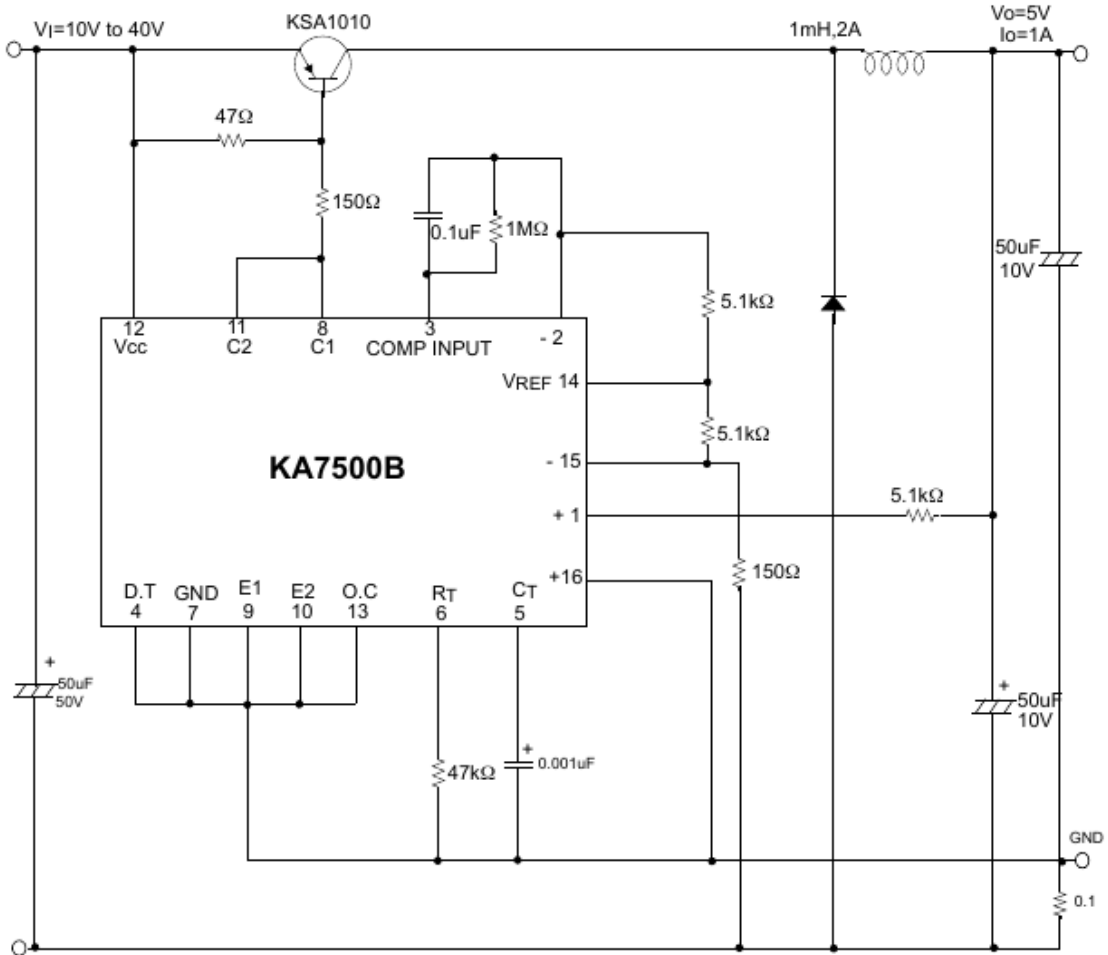 VI=10V to 40V
KSA1010
1mH,2A
Vo=5V
Io=1A
47Ω
150Ω
0.1uF
1MΩ
50uF
10V
5.1kΩ
12
Vcc
11
C2
8
C1
3
COMP INPUT
- 2
VREF 14
5.1kΩ
KA7500B
- 15
+ 1
5.1kΩ
+16
150Ω
D.T
4
GND
7
E1
9
E2
10
O.C
13
RT
6
CT
5
+
50uF
50V
+
50uF
10V
47kΩ
+
0.001uF
GND
0.1